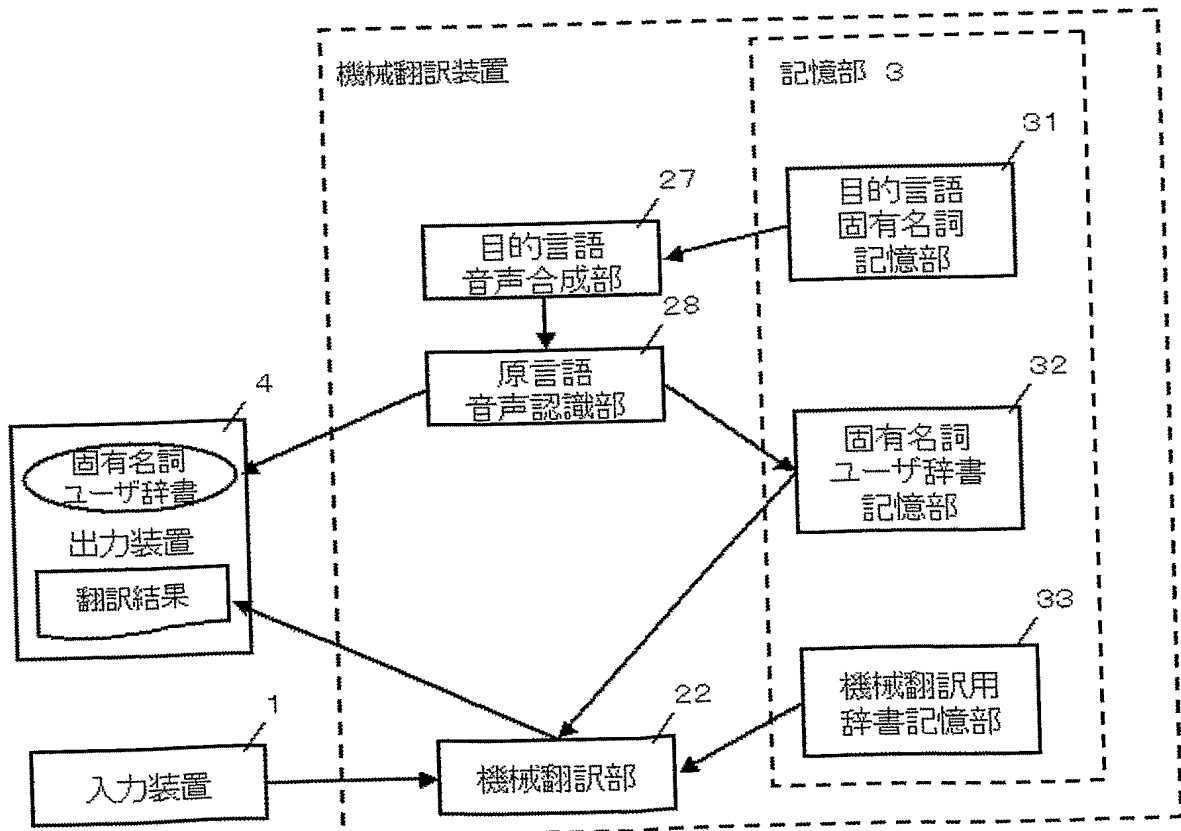 機械翻訳装置
記憶部 3
31
目的言語
固有名詞
記憶部
27
目的言語
音声合成部
28
原言語
音声認識部
32
固有名詞
ユーザ辞書
記憶部
4
固有名詞
ユーザ辞書
出力装置
翻訳結果
33
機械翻訳用
辞書記憶部
22
機械翻訳部
1
入力装置